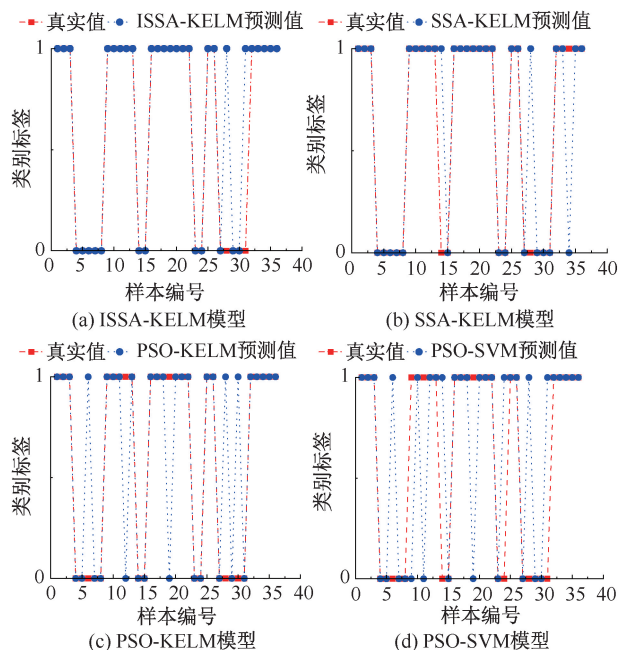 真实值 ISSA-KELM预测值
真实值 SSA-KELM预测值
1
类别标签
0
0 5 10 15 20 25 30 35 40
样本编号
(a) ISSA-KELM模型
1
类别标签
0
0 5 10 15 20 25 30 35 40
样本编号
(b) SSA-KELM模型
真实值 PSO-KELM预测值
真实值 PSO-SVM预测值
1
类别标签
0
0 5 10 15 20 25 30 35 40
样本编号
(c) PSO-KELM模型
1
类别标签
0
0 5 10 15 20 25 30 35 40
样本编号
(d) PSO-SVM模型